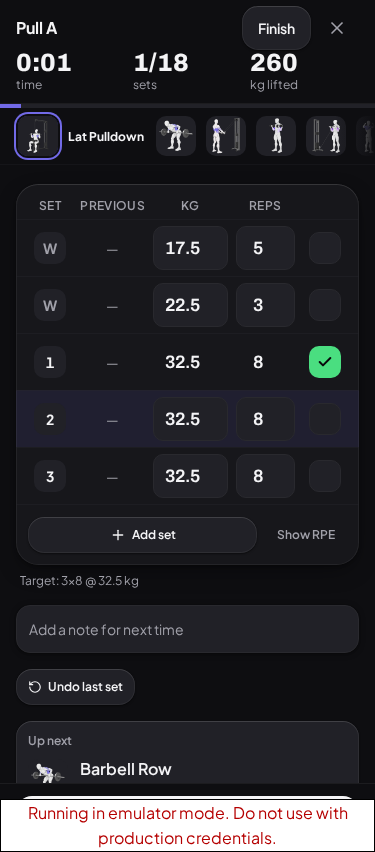 Pull A
Finish
0:01
1/18
260
time
sets
kg lifted
Lat Pulldown
SET PREVIOUS KG REPS
W — 17.5 5
W — 22.5 3
1 — 32.5 8
2 — 32.5 8
3 — 32.5 8
Add set
Show RPE
Target: 3×8 @ 32.5 kg
Add a note for next time
Undo last set
Up next
Barbell Row
Running in emulator mode. Do not use with
production credentials.